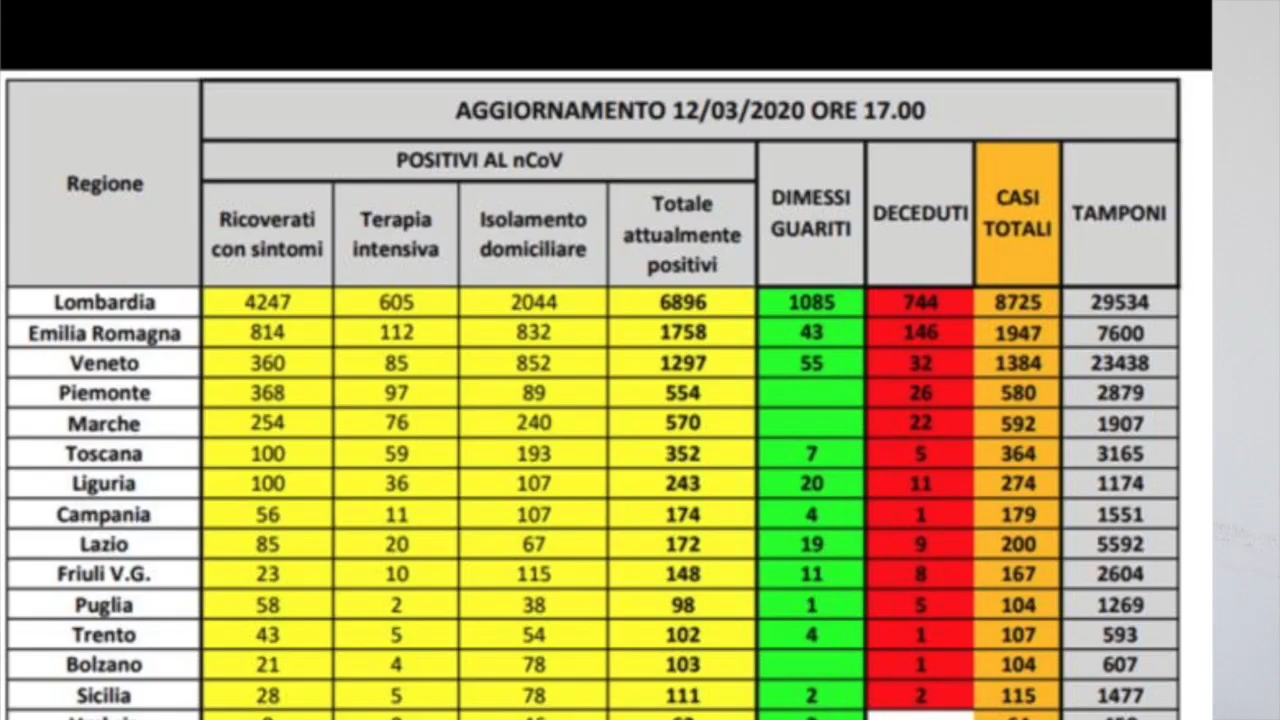 AGGIORNAMENTO 12/03/2020 ORE 17.00
Regione
POSITIVI AL nCoV
Ricoverati con sintomi
Terapia intensiva
Isolamento domiciliare
Totale attualmente positivi
DIMESSI GUARITI
DECEDUTI
CASI TOTALI
TAMPONI
Lombardia 4247 605 2044 6896 1085 744 8725 29534
Emilia Romagna 814 112 832 1758 43 146 1947 7600
Veneto 360 85 852 1297 55 32 1384 23438
Piemonte 368 97 89 554 26 580 2879
Marche 254 76 240 570 22 592 1907
Toscana 100 59 193 352 7 5 364 3165
Liguria 100 36 107 243 20 11 274 1174
Campania 56 11 107 174 4 1 179 1551
Lazio 85 20 67 172 19 9 200 5592
Friuli V.G. 23 10 115 148 11 8 167 2604
Puglia 58 2 38 98 1 5 104 1269
Trento 43 5 54 102 4 1 107 593
Bolzano 21 4 78 103 1 104 607
Sicilia 28 5 78 111 2 2 115 1477